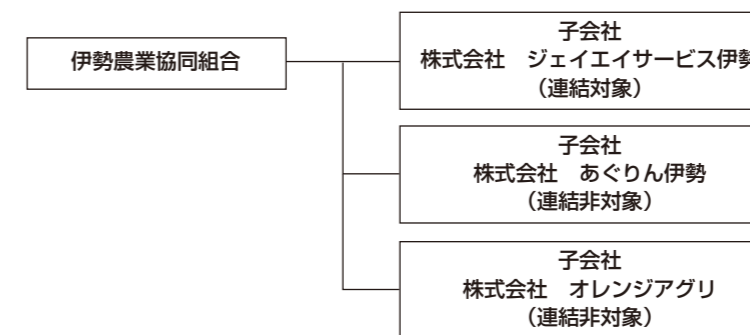 伊勢農業協同組合
子会社
株式会社　ジェイエイサービス伊勢
（連結対象）
子会社
株式会社　あぐりん伊勢
（連結非対象）
子会社
株式会社　オレンジアグリ
（連結非対象）